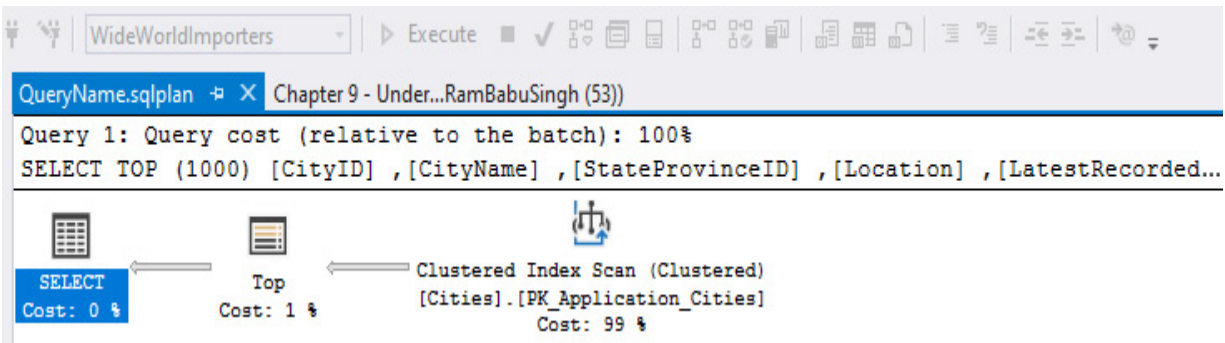 WideWorldImporters Execute
QueryName.sqlplan Chapter 9 - Under...RamBabuSingh (53))
Query 1: Query cost (relative to the batch): 100%
SELECT TOP (1000) [CityID] ,[CityName] ,[StateProvinceID] ,[Location] ,[LatestRecorded...
SELECT
Cost: 0 %
Top
Cost: 1 %
Clustered Index Scan (Clustered)
[Cities].[PK_Application_Cities]
Cost: 99 %